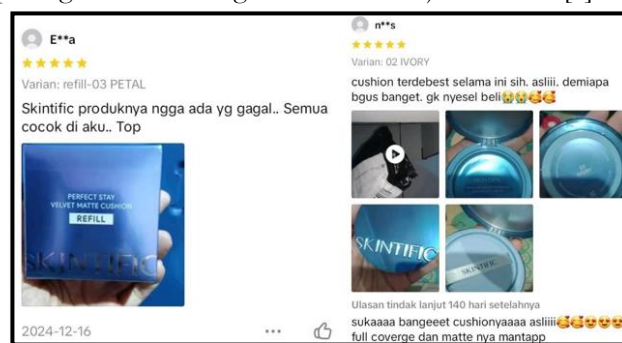 E**a
Varian: refill-03 PETAL
Skintific produknya ngga ada yg gagal.. Semua
cocok di aku.. Top
PERFECT STAY
VELVET MATTE CUSHION
REFILL
SKINTIFIC
2024-12-16
n**s
Varian: 02 IVORY
cushion terdebest selama ini sih. asliii. demiapa
bgus banget. gk nyesel beli😭😭🥰🥰
SKINTIFIC
SKINTIFIC
Ulasan tindak lanjut 140 hari setelahnya
sukaaaa bangeeet cushionyaaaa asliiii🥰🥰😍😍😍
full coverge dan matte nya mantapp